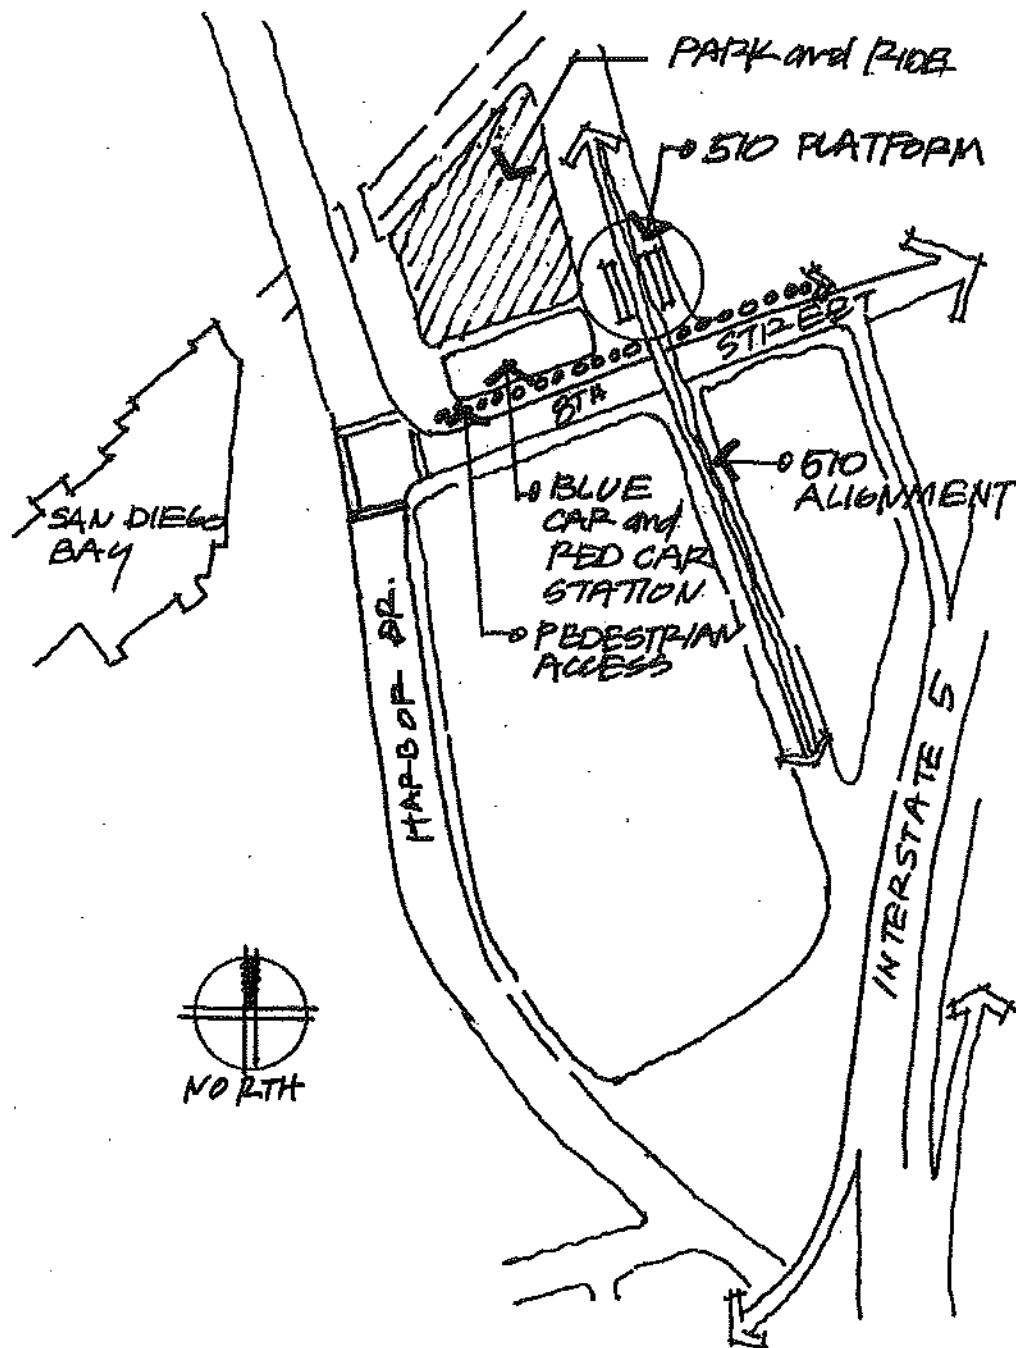 PARK and RIDE
510 PLATFORM
8TH STREET
510
ALIGNMENT
BLUE
CAR and
RED CAR
STATION
PEDESTRIAN
ACCESS
SAN DIEGO
BAY
HARBOR DR.
INTERSTATE 5
NORTH